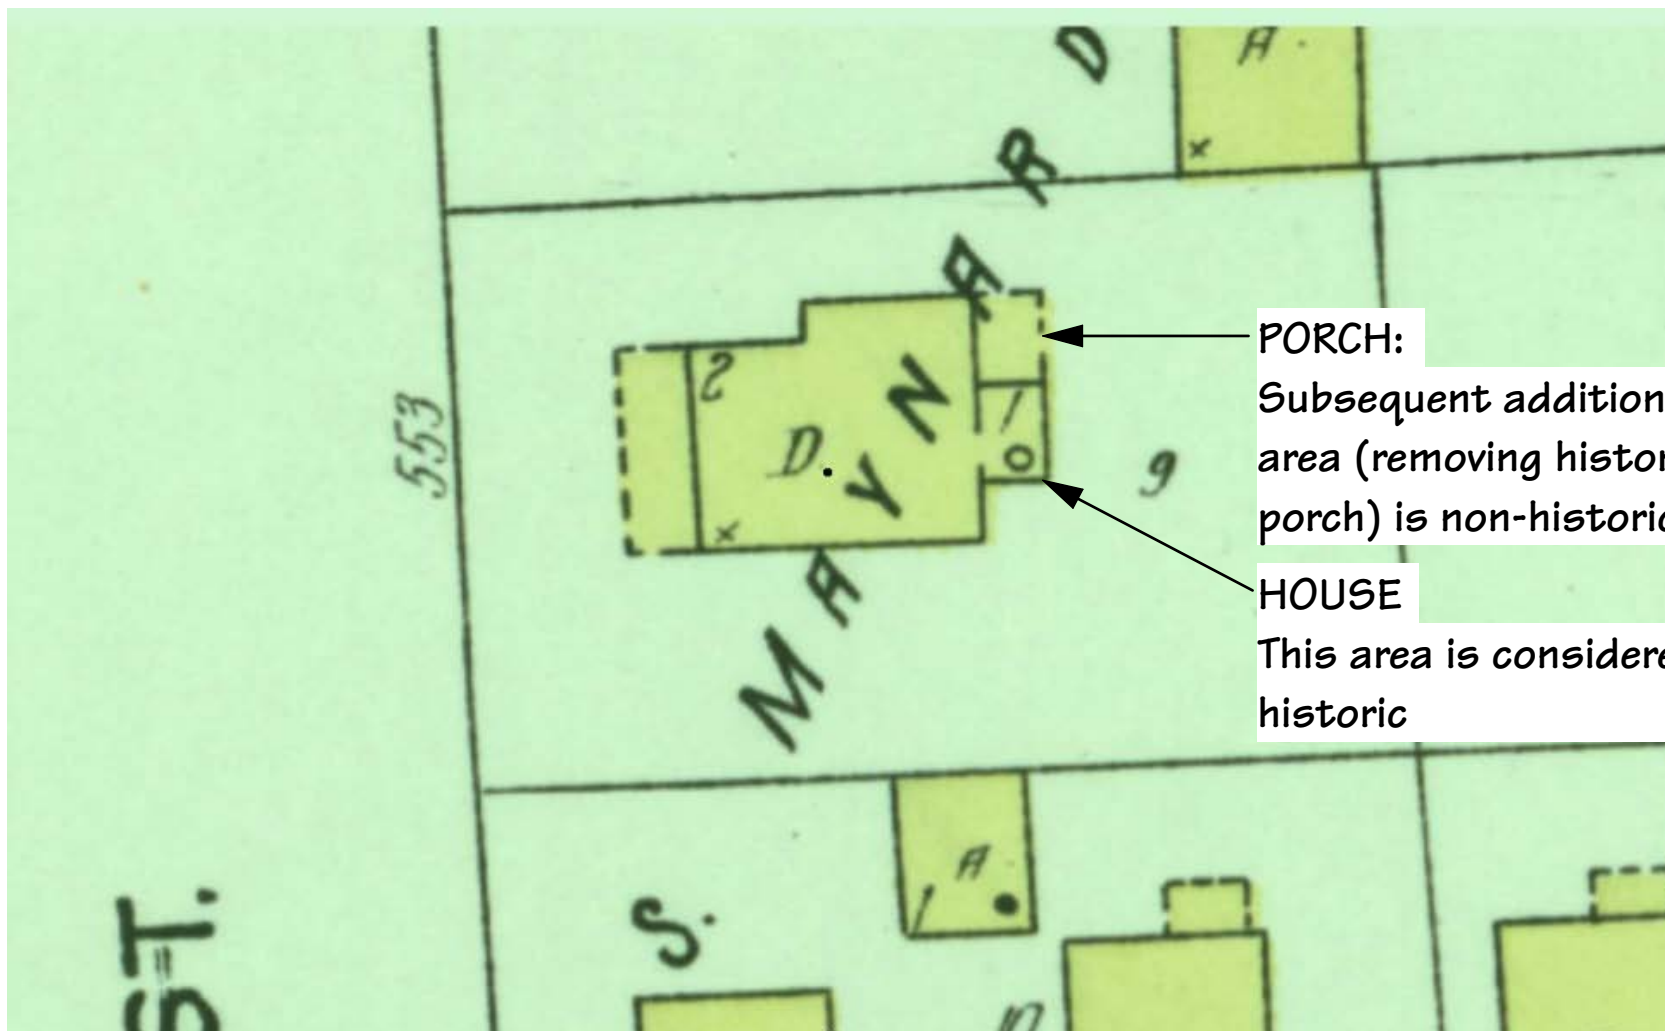 A
x
MAYNARD
PORCH:
Subsequent addition
area (removing histor
porch) is non-historic
2
1
D.
553
o
9
x
HOUSE
This area is considere
historic
A
1
S.
ST.
D